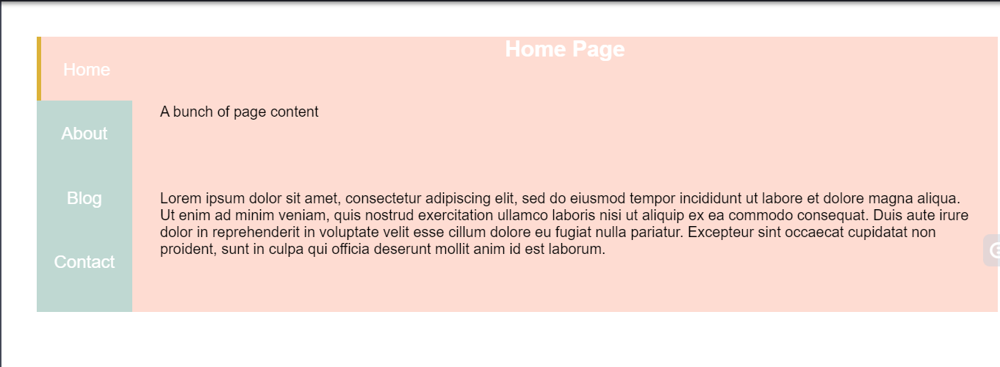 Home Page
Home
A bunch of page content
About
Blog
Lorem ipsum dolor sit amet, consectetur adipiscing elit, sed do eiusmod tempor incididunt ut labore et dolore magna aliqua.
Ut enim ad minim veniam, quis nostrud exercitation ullamco laboris nisi ut aliquip ex ea commodo consequat. Duis aute irure
dolor in reprehenderit in voluptate velit esse cillum dolore eu fugiat nulla pariatur. Excepteur sint occaecat cupidatat non
proident, sunt in culpa qui officia deserunt mollit anim id est laborum.
Contact